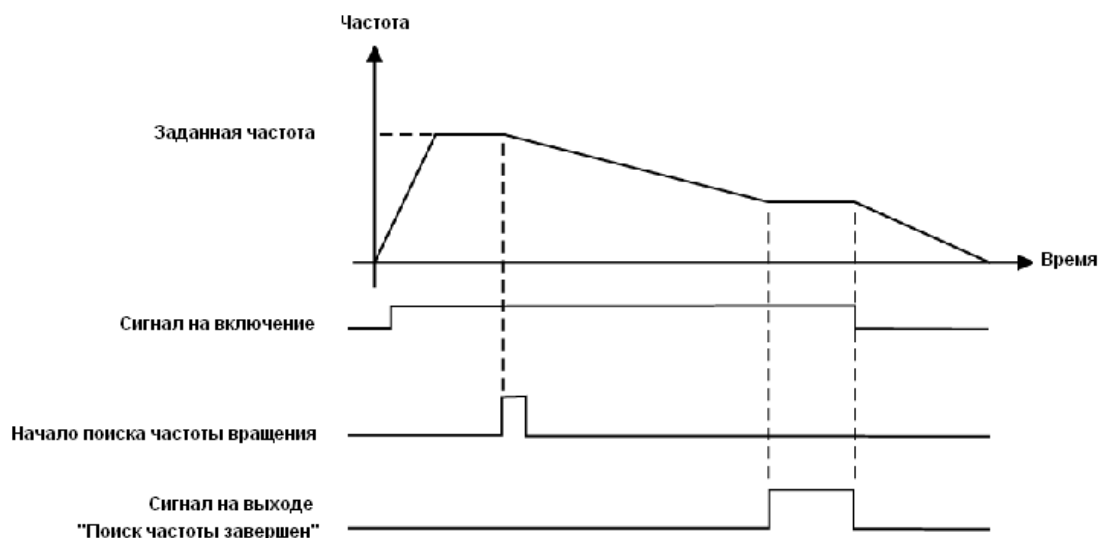 Частота
Заданная частота
Время
Сигнал на включение
Начало поиска частоты вращения
Сигнал на выходе
"Поиск частоты завершен"